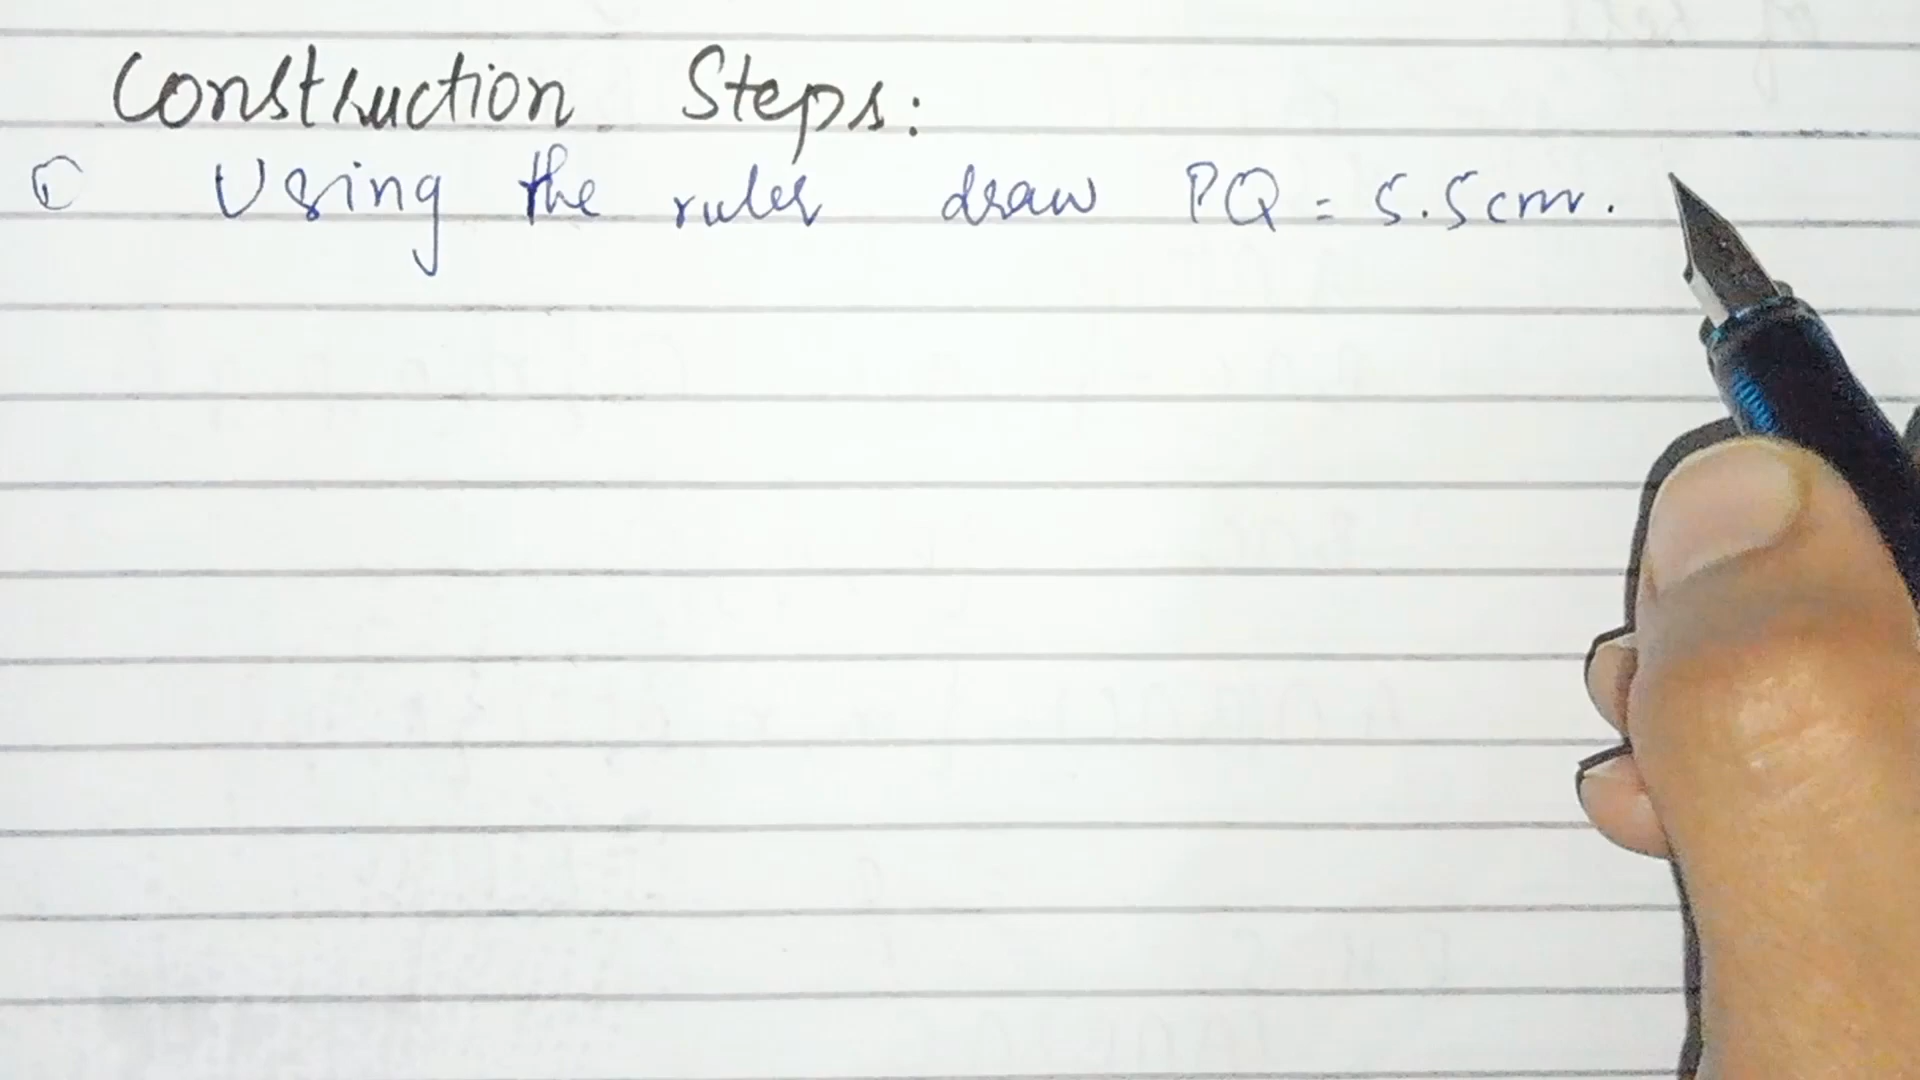 Construction Steps:
① Using the ruler draw PQ = 5.5cm.